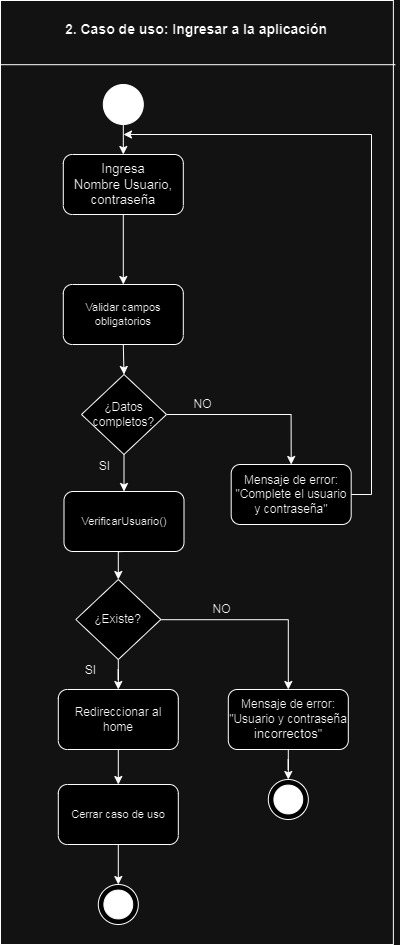 2. Caso de uso: Ingresar a la aplicación
Ingresa
Nombre Usuario,
contraseña
Validar campos
obligatorios
¿Datos
completos?
NO
SI
Mensaje de error:
"Complete el usuario
y contraseña"
VerificarUsuario()
¿Existe?
NO
SI
Redireccionar al
home
Mensaje de error:
"Usuario y contraseña
incorrectos"
Cerrar caso de uso